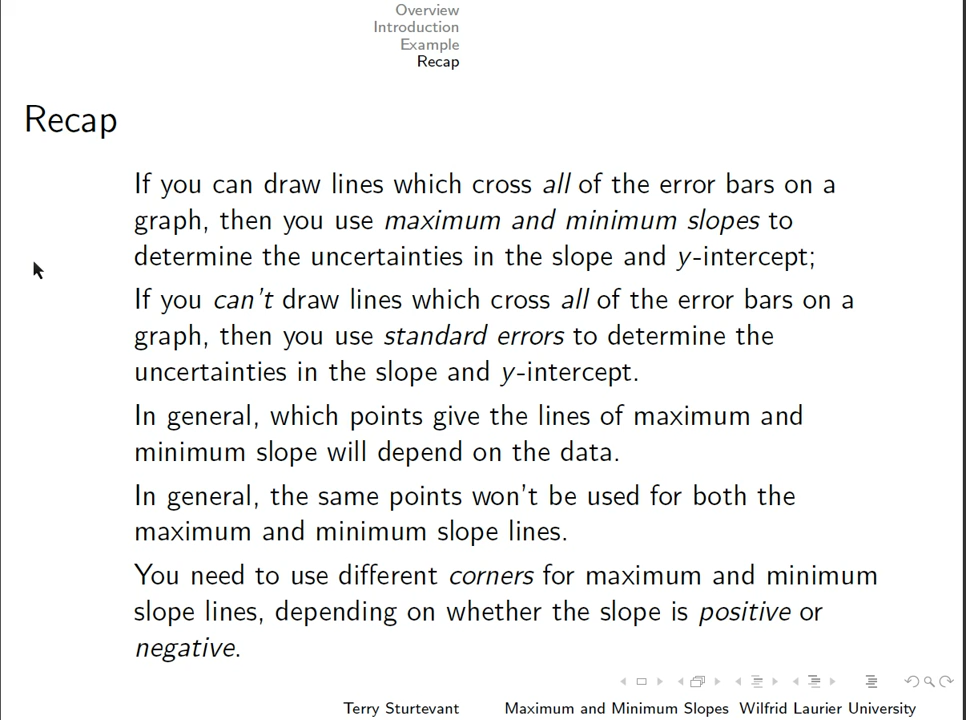 Overview
Introduction
Example
Recap
Recap
If you can draw lines which cross all of the error bars on a
graph, then you use maximum and minimum slopes to
determine the uncertainties in the slope and y-intercept;
If you can't draw lines which cross all of the error bars on a
graph, then you use standard errors to determine the
uncertainties in the slope and y-intercept.
In general, which points give the lines of maximum and
minimum slope will depend on the data.
In general, the same points won't be used for both the
maximum and minimum slope lines.
You need to use different corners for maximum and minimum
slope lines, depending on whether the slope is positive or
negative.
Terry Sturtevant Maximum and Minimum Slopes Wilfrid Laurier University